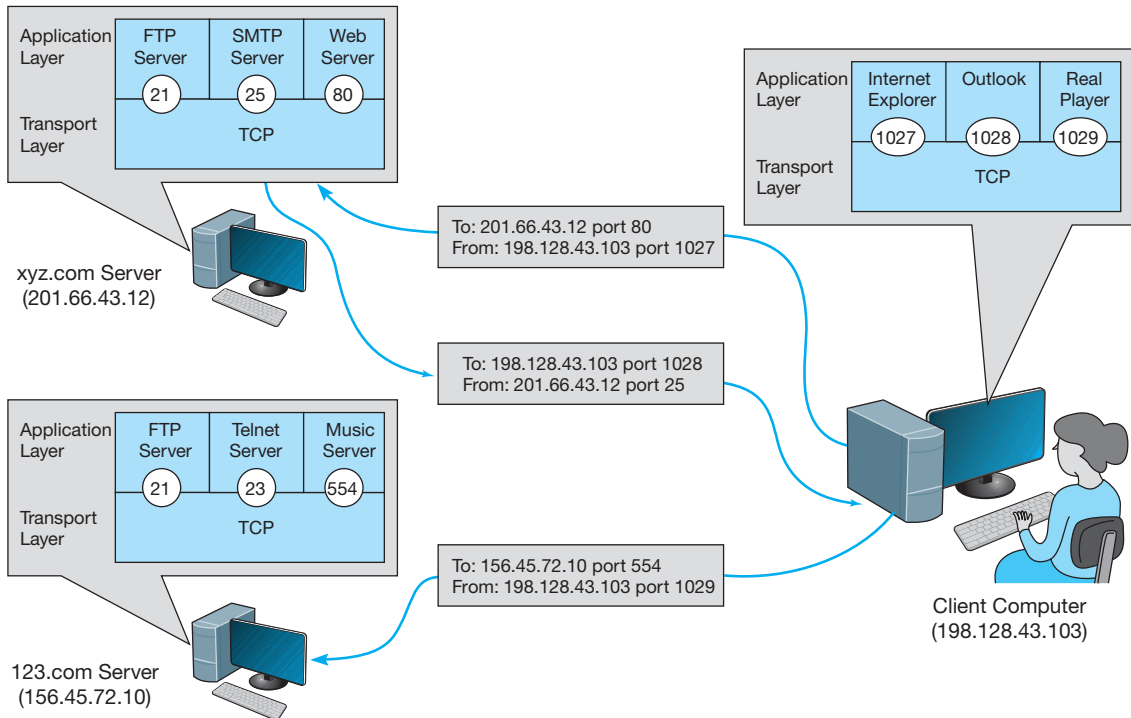 Application
Layer
FTP
Server
SMTP
Server
Web
Server
21
25
80
Transport
Layer
TCP
xyz.com Server
(201.66.43.12)
Application
Layer
Internet
Explorer
Outlook
Real
Player
1027
1028
1029
Transport
Layer
TCP
To: 201.66.43.12 port 80
From: 198.128.43.103 port 1027
To: 198.128.43.103 port 1028
From: 201.66.43.12 port 25
Application
Layer
FTP
Server
Telnet
Server
Music
Server
21
23
554
Transport
Layer
TCP
To: 156.45.72.10 port 554
From: 198.128.43.103 port 1029
Client Computer
(198.128.43.103)
123.com Server
(156.45.72.10)